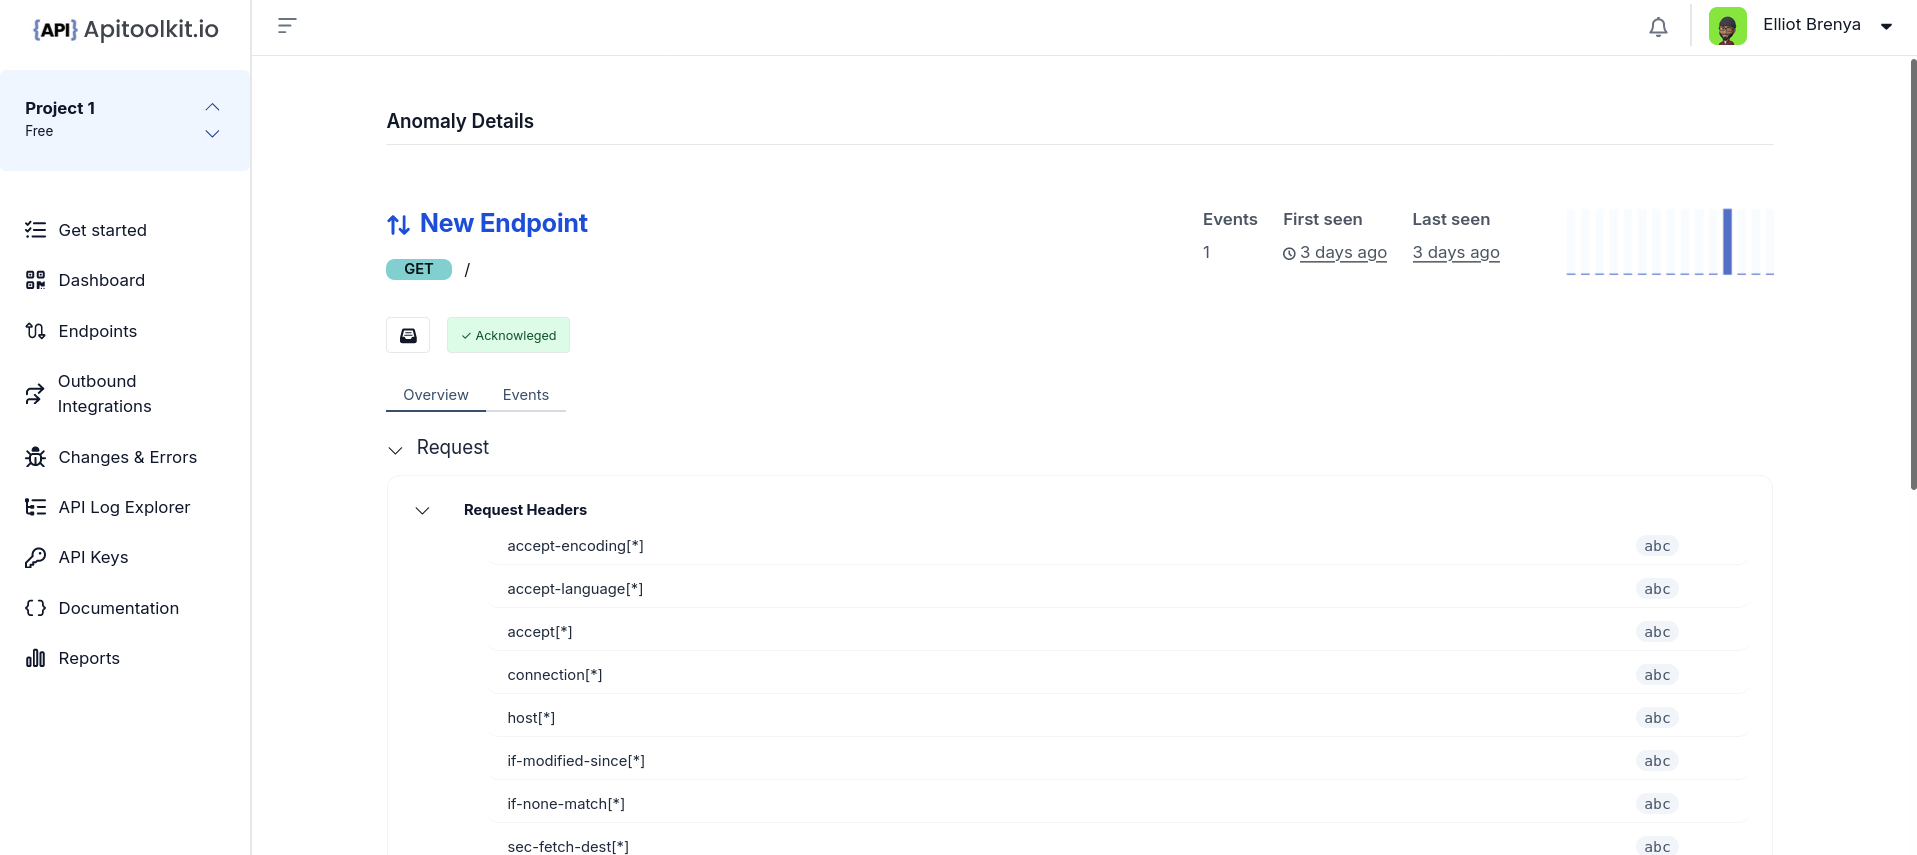 {API} Apitoolkit.io
Elliot Brenya
Project 1
Free
Get started
Dashboard
Endpoints
Outbound
Integrations
Changes & Errors
API Log Explorer
API Keys
Documentation
Reports
Anomaly Details
New Endpoint
GET /
Events First seen Last seen
1 3 days ago 3 days ago
✓ Acknowleged
Overview Events
Request
Request Headers
accept-encoding[*] abc
accept-language[*] abc
accept[*] abc
connection[*] abc
host[*] abc
if-modified-since[*] abc
if-none-match[*] abc
sec-fetch-dest[*] abc